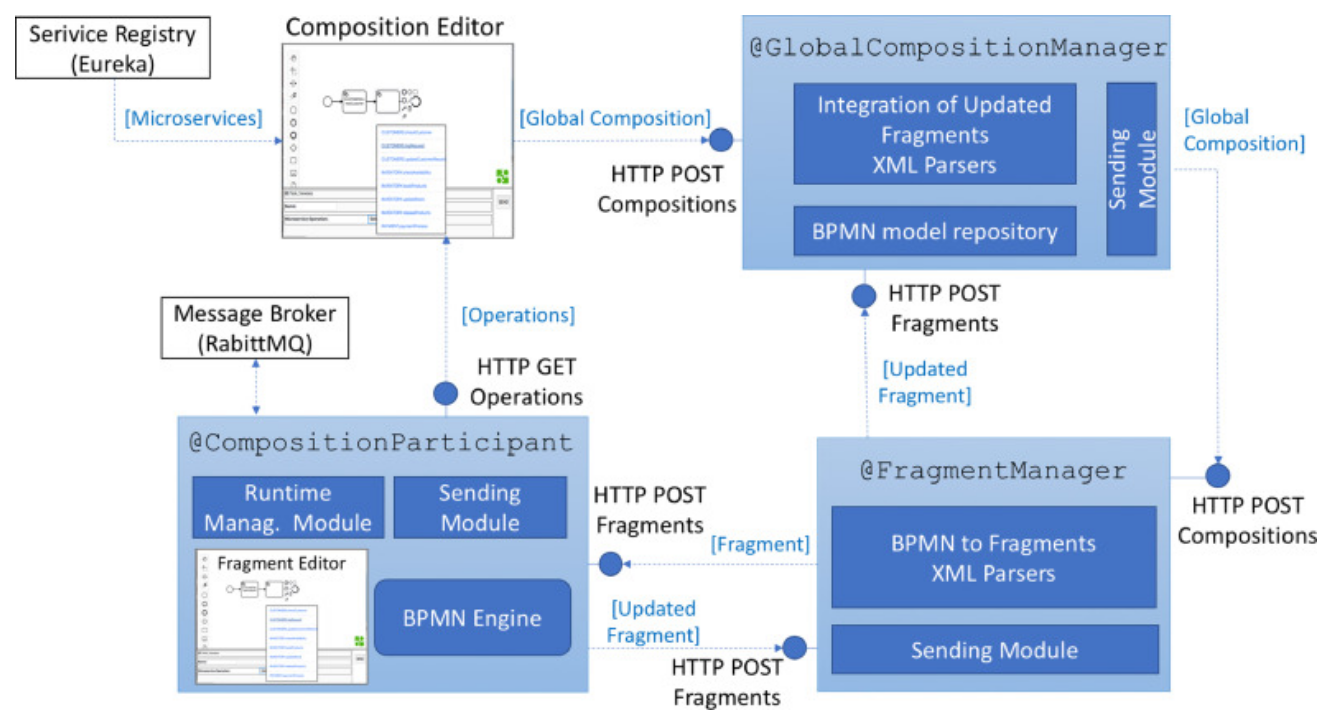 Serivice Registry
(Eureka)
Composition Editor
[Microservices]
[Global Composition]
HTTP POST
Compositions
@GlobalCompositionManager
Integration of Updated
Fragments
XML Parsers
BPMN model repository
Sending
Module
[Global
Composition]
Message Broker
(RabittMQ)
[Operations]
HTTP GET
Operations
HTTP POST
Fragments
[Updated
Fragment]
@CompositionParticipant
Runtime
Manag. Module
Sending
Module
Fragment Editor
BPMN Engine
HTTP POST
Fragments
[Fragment]
[Updated
Fragment]
HTTP POST
Fragments
@FragmentManager
BPMN to Fragments
XML Parsers
Sending Module
HTTP POST
Compositions